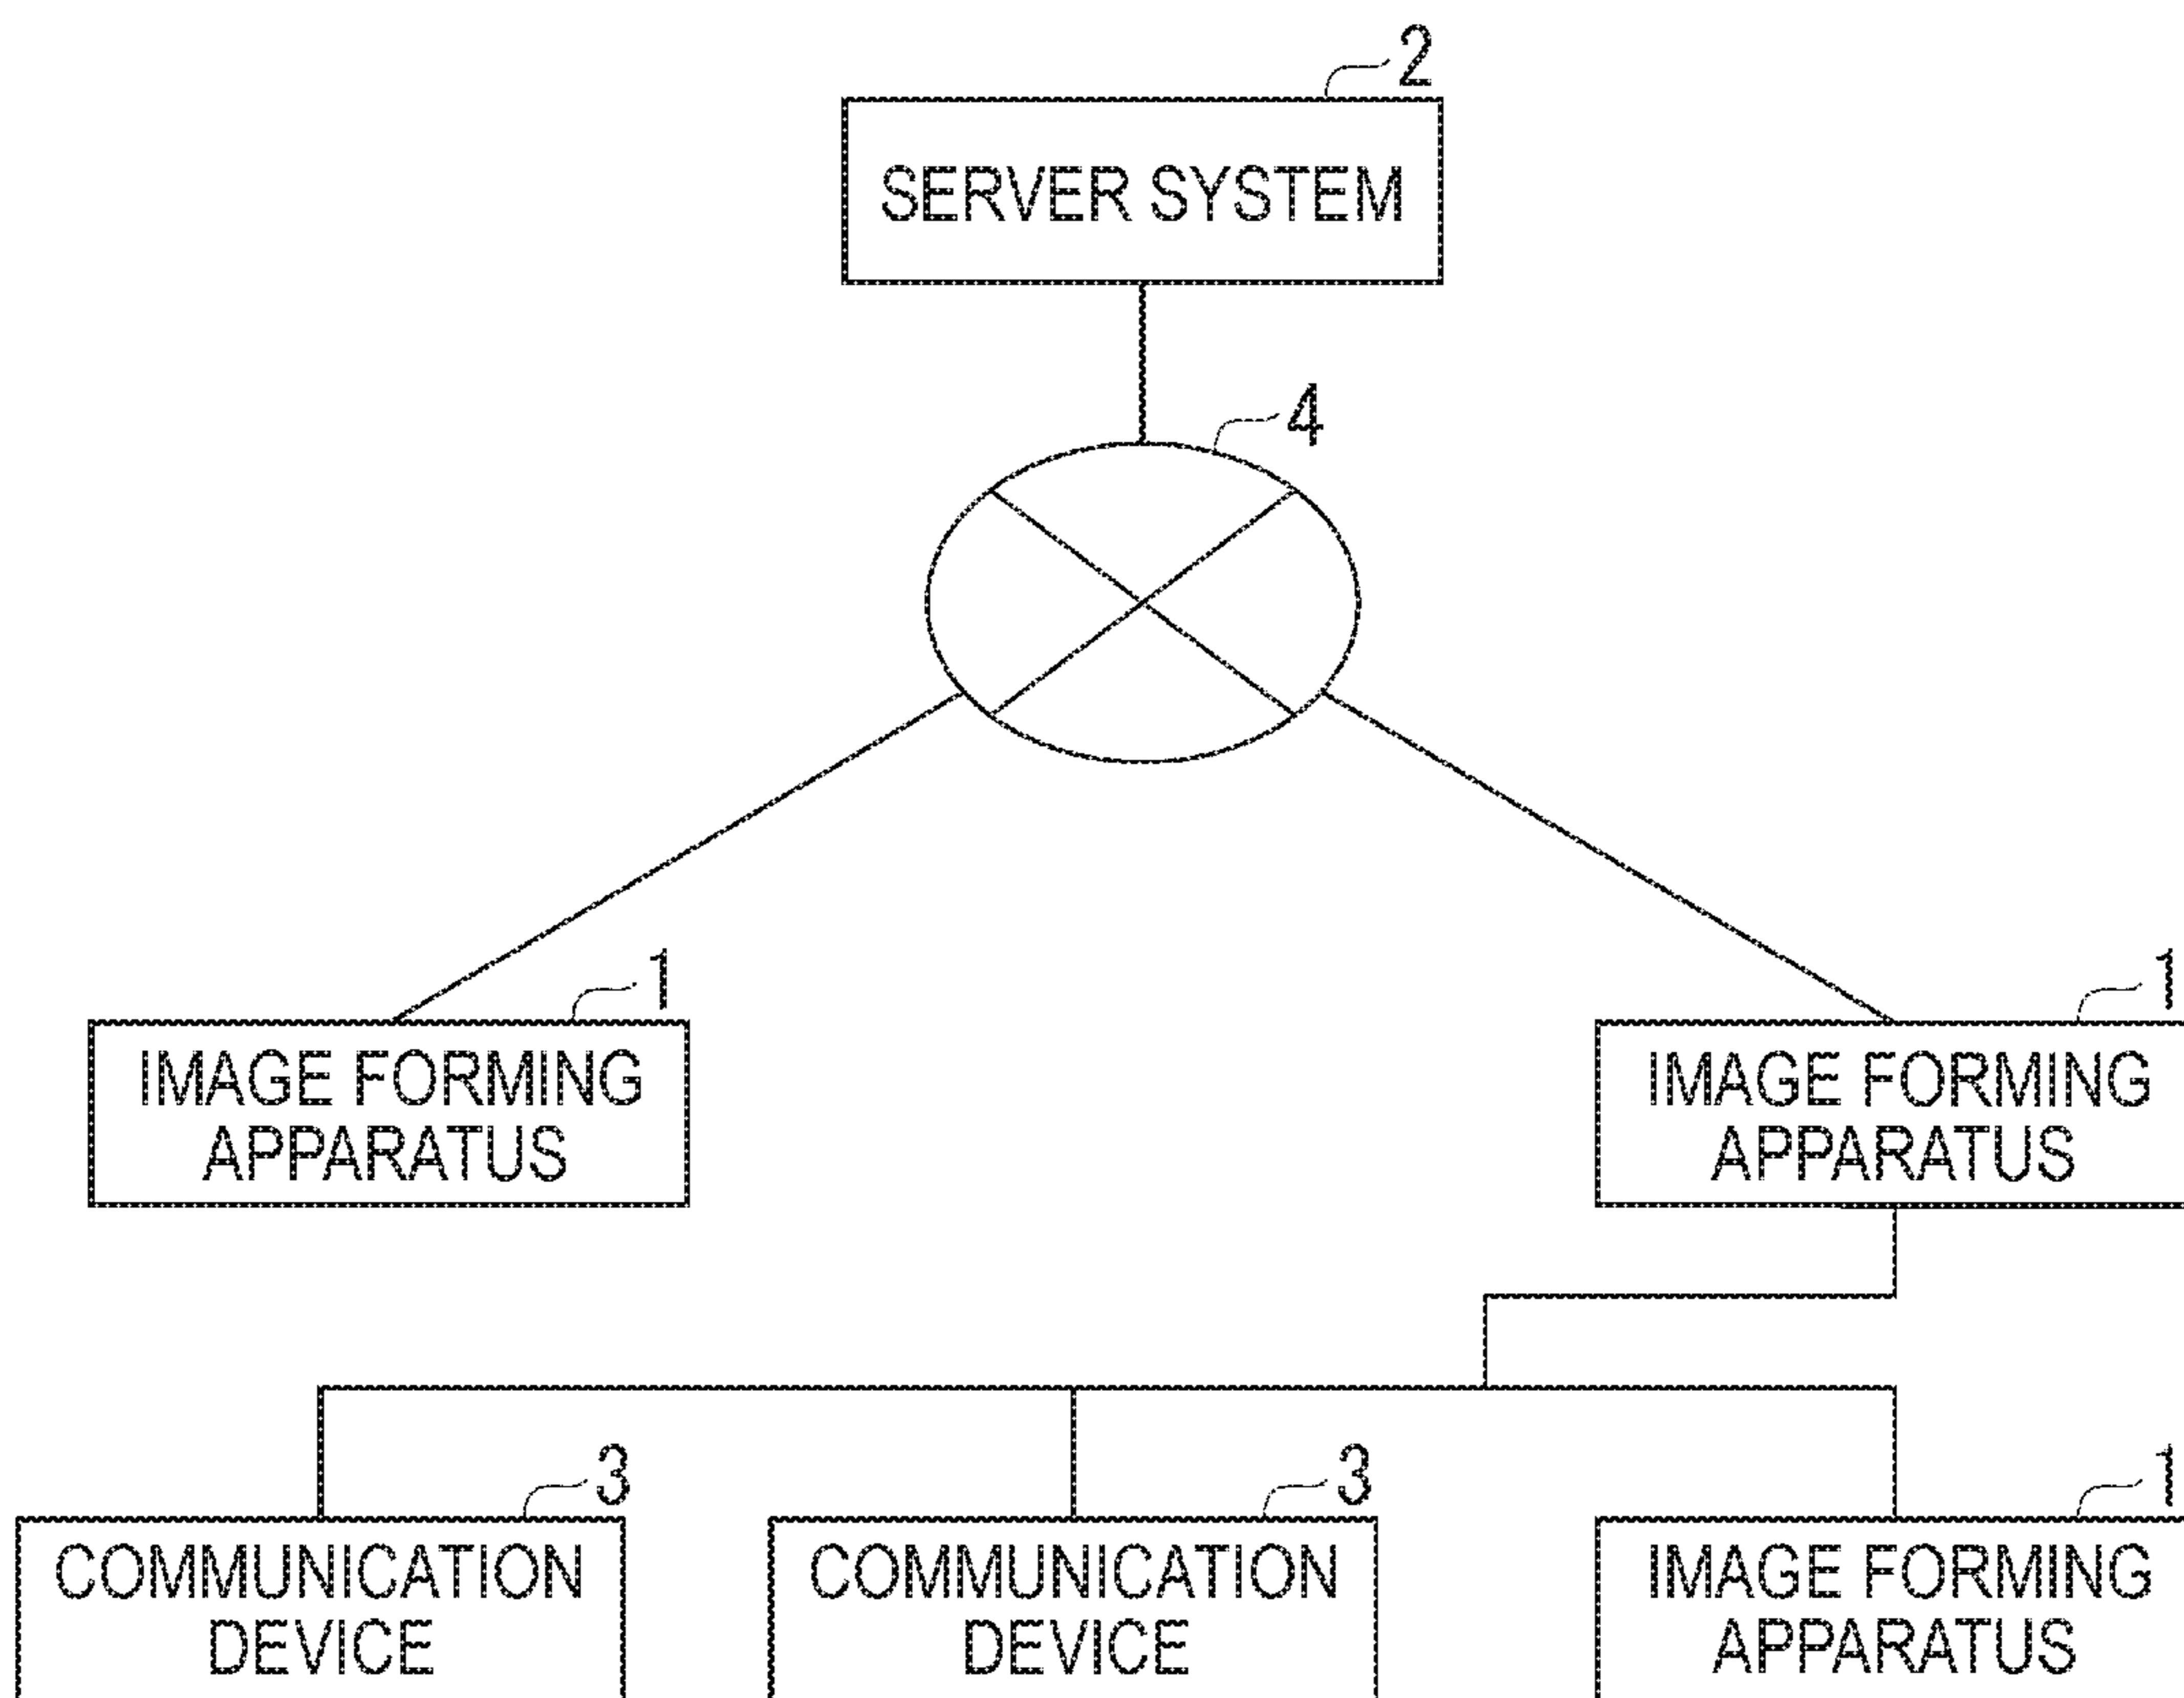 2
SERVER SYSTEM
4
1
IMAGE FORMING
APPARATUS
1
IMAGE FORMING
APPARATUS
3
COMMUNICATION
DEVICE
3
COMMUNICATION
DEVICE
1
IMAGE FORMING
APPARATUS